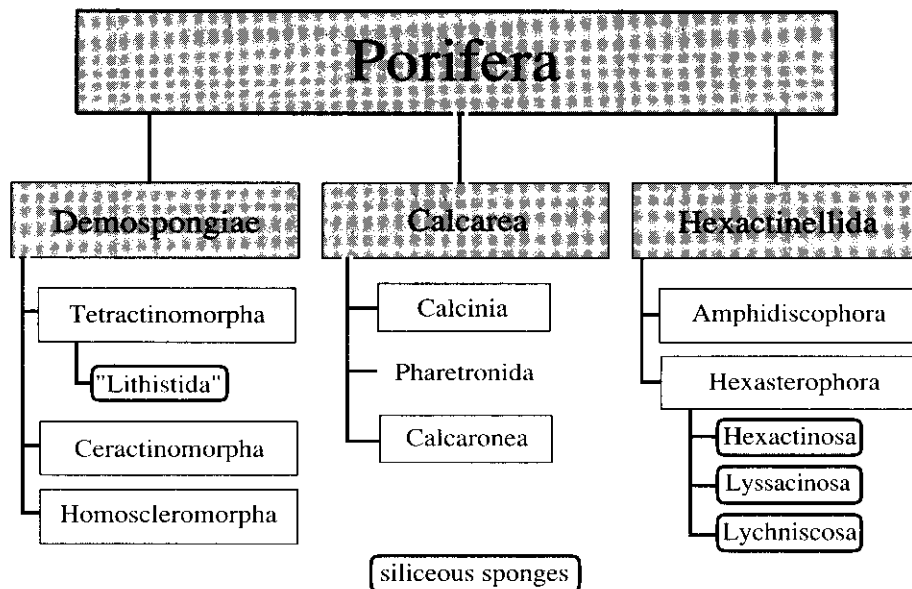 Porifera
Demospongiae
Calcarea
Hexactinellida
Tetractinomorpha
"Lithistida"
Ceractinomorpha
Homoscleromorpha
Calcinia
Pharetronida
Calcaronea
Amphidiscophora
Hexasterophora
Hexactinosa
Lyssacinosa
Lychniscosa
siliceous sponges